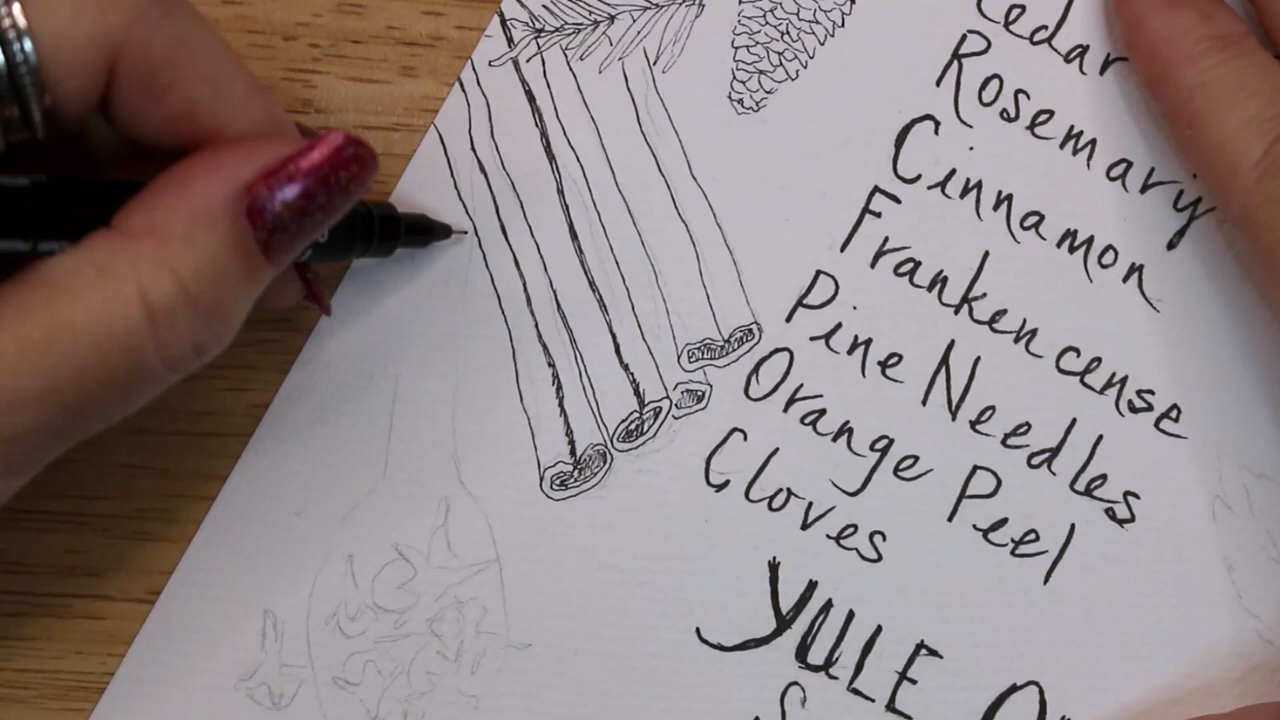 Cedar
Rosemary
Cinnamon
Frankencense
Pine Needles
Orange Peel
Cloves
YULE